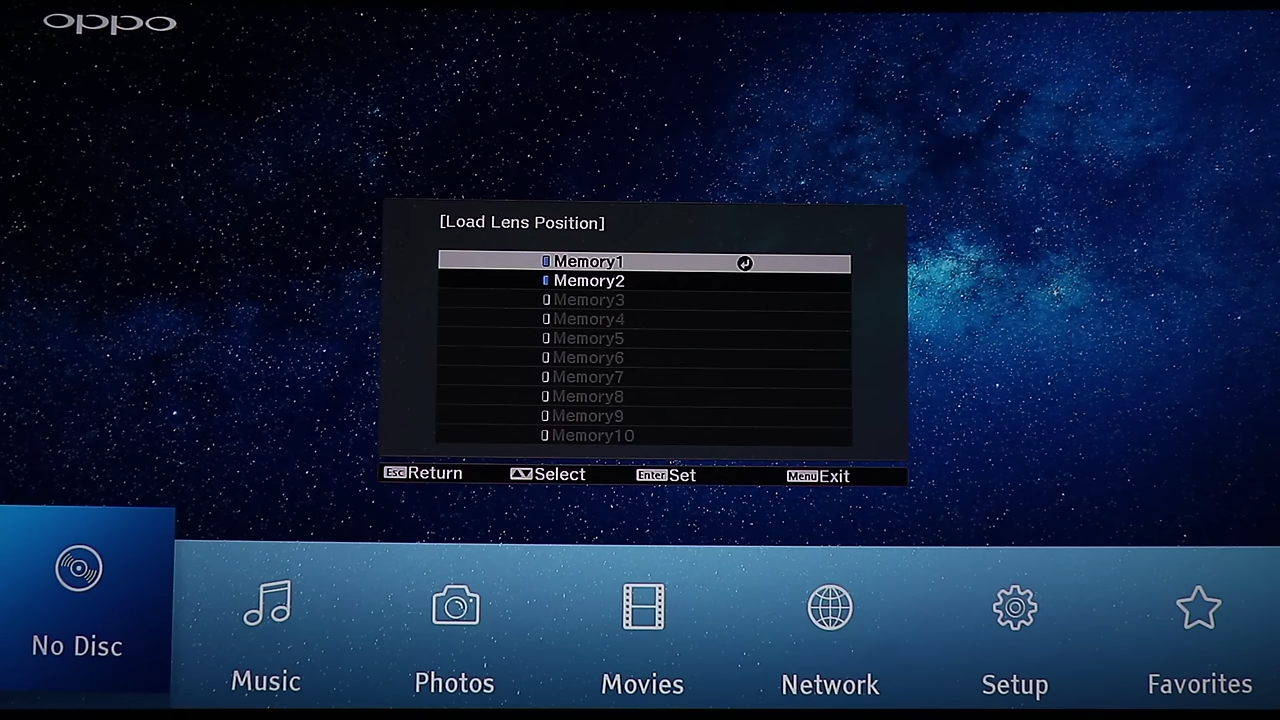 oppo
[Load Lens Position]
Memory1
Memory2
Memory3
Memory4
Memory5
Memory6
Memory7
Memory8
Memory9
Memory10
Esc Return Select Enter Set Menu Exit
No Disc
Music Photos Movies Network Setup Favorites